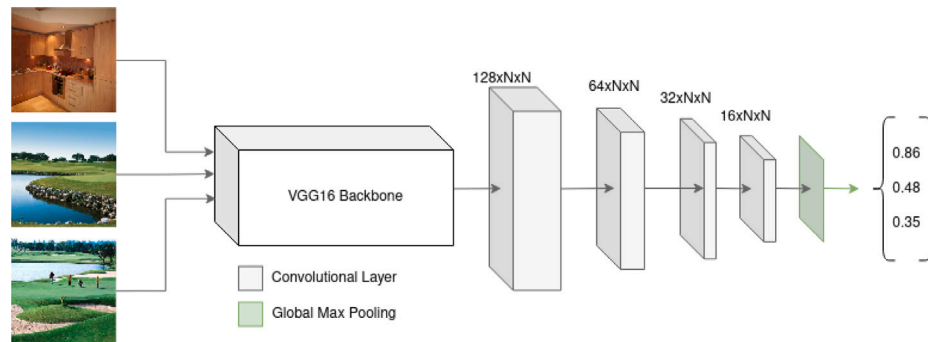 128xNxN
64xNxN
32xNxN
16xNxN
VGG16 Backbone
0.86
0.48
0.35
Convolutional Layer
Global Max Pooling